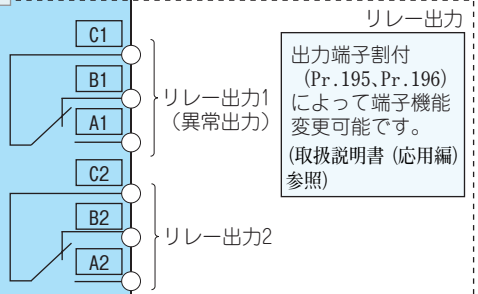 リレー出力
C1
B1
A1
リレー出力1
（異常出力）
出力端子割付
（Pr.195、Pr.196）
によって端子機能
変更可能です。
(取扱説明書 (応用編)
参照)
C2
B2
A2
リレー出力2